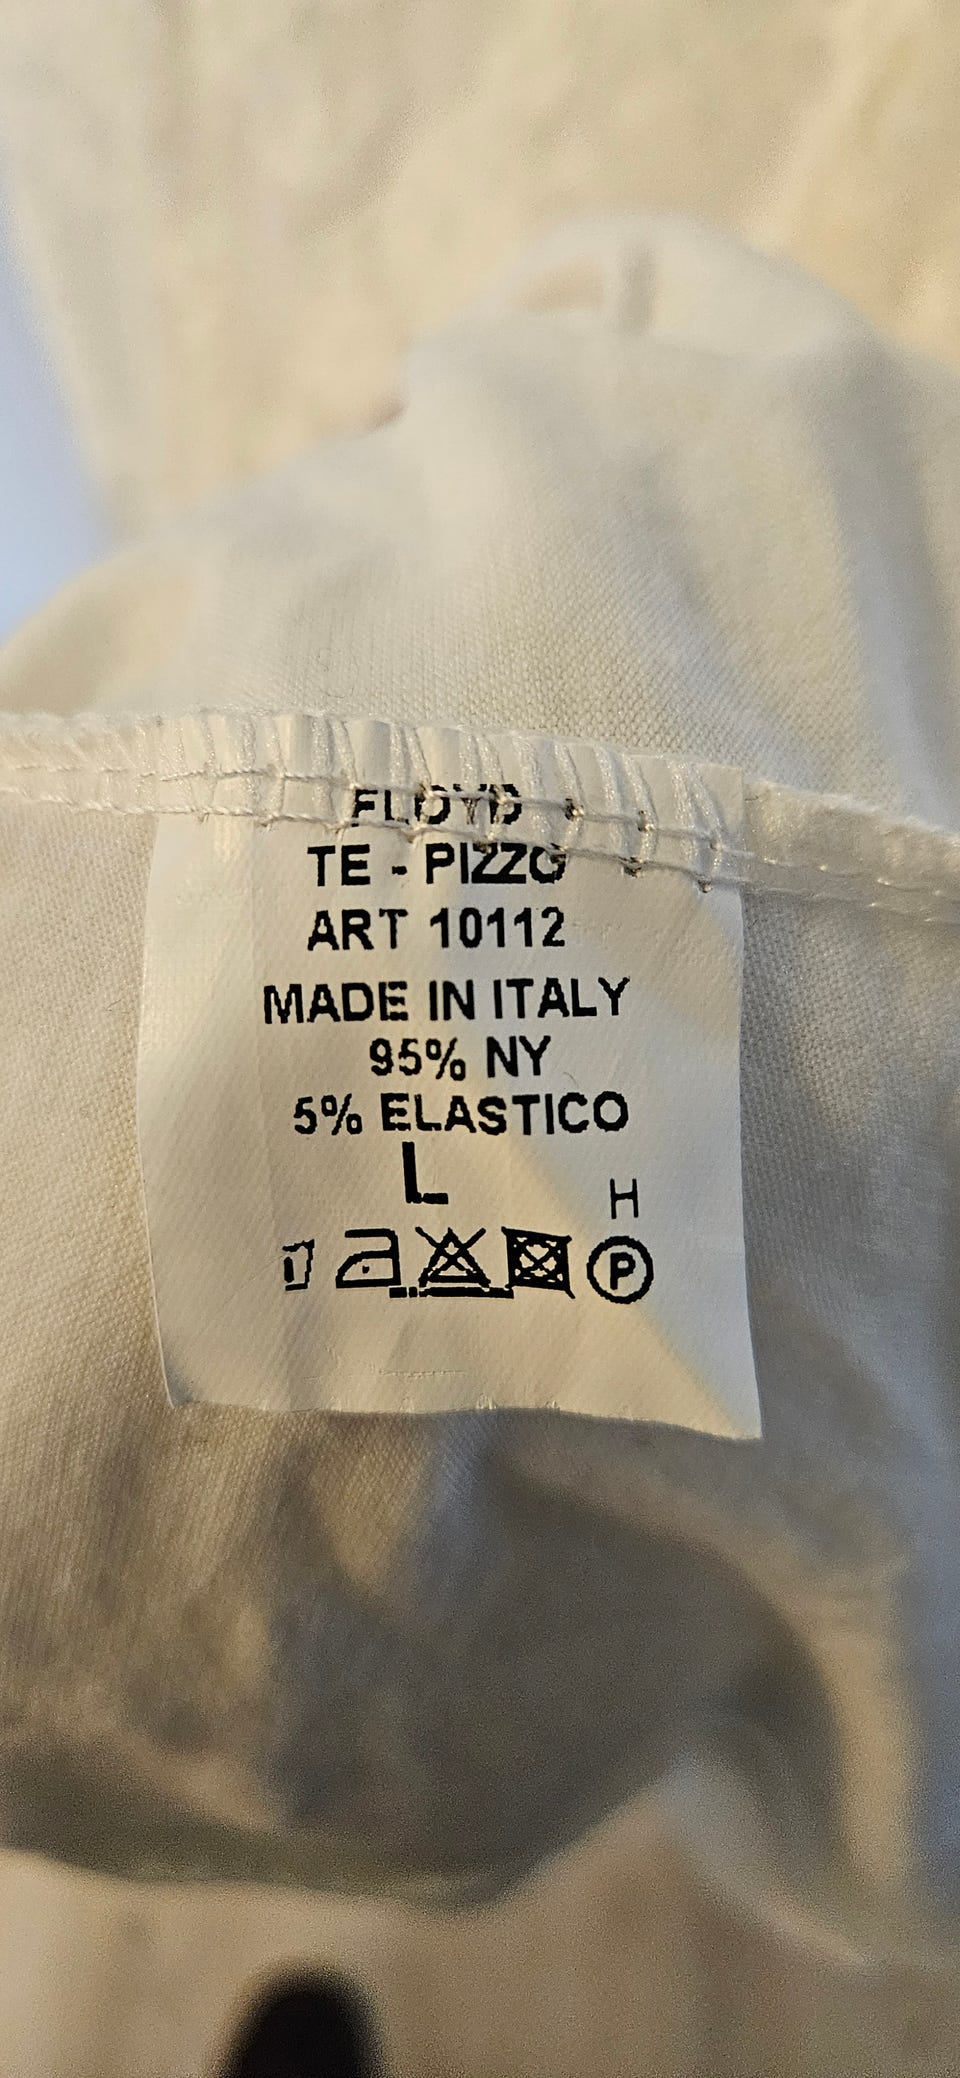 FLOYD
TE - PIZZO
ART 10112
MADE IN ITALY
95% NY
5% ELASTICO
L
H
P